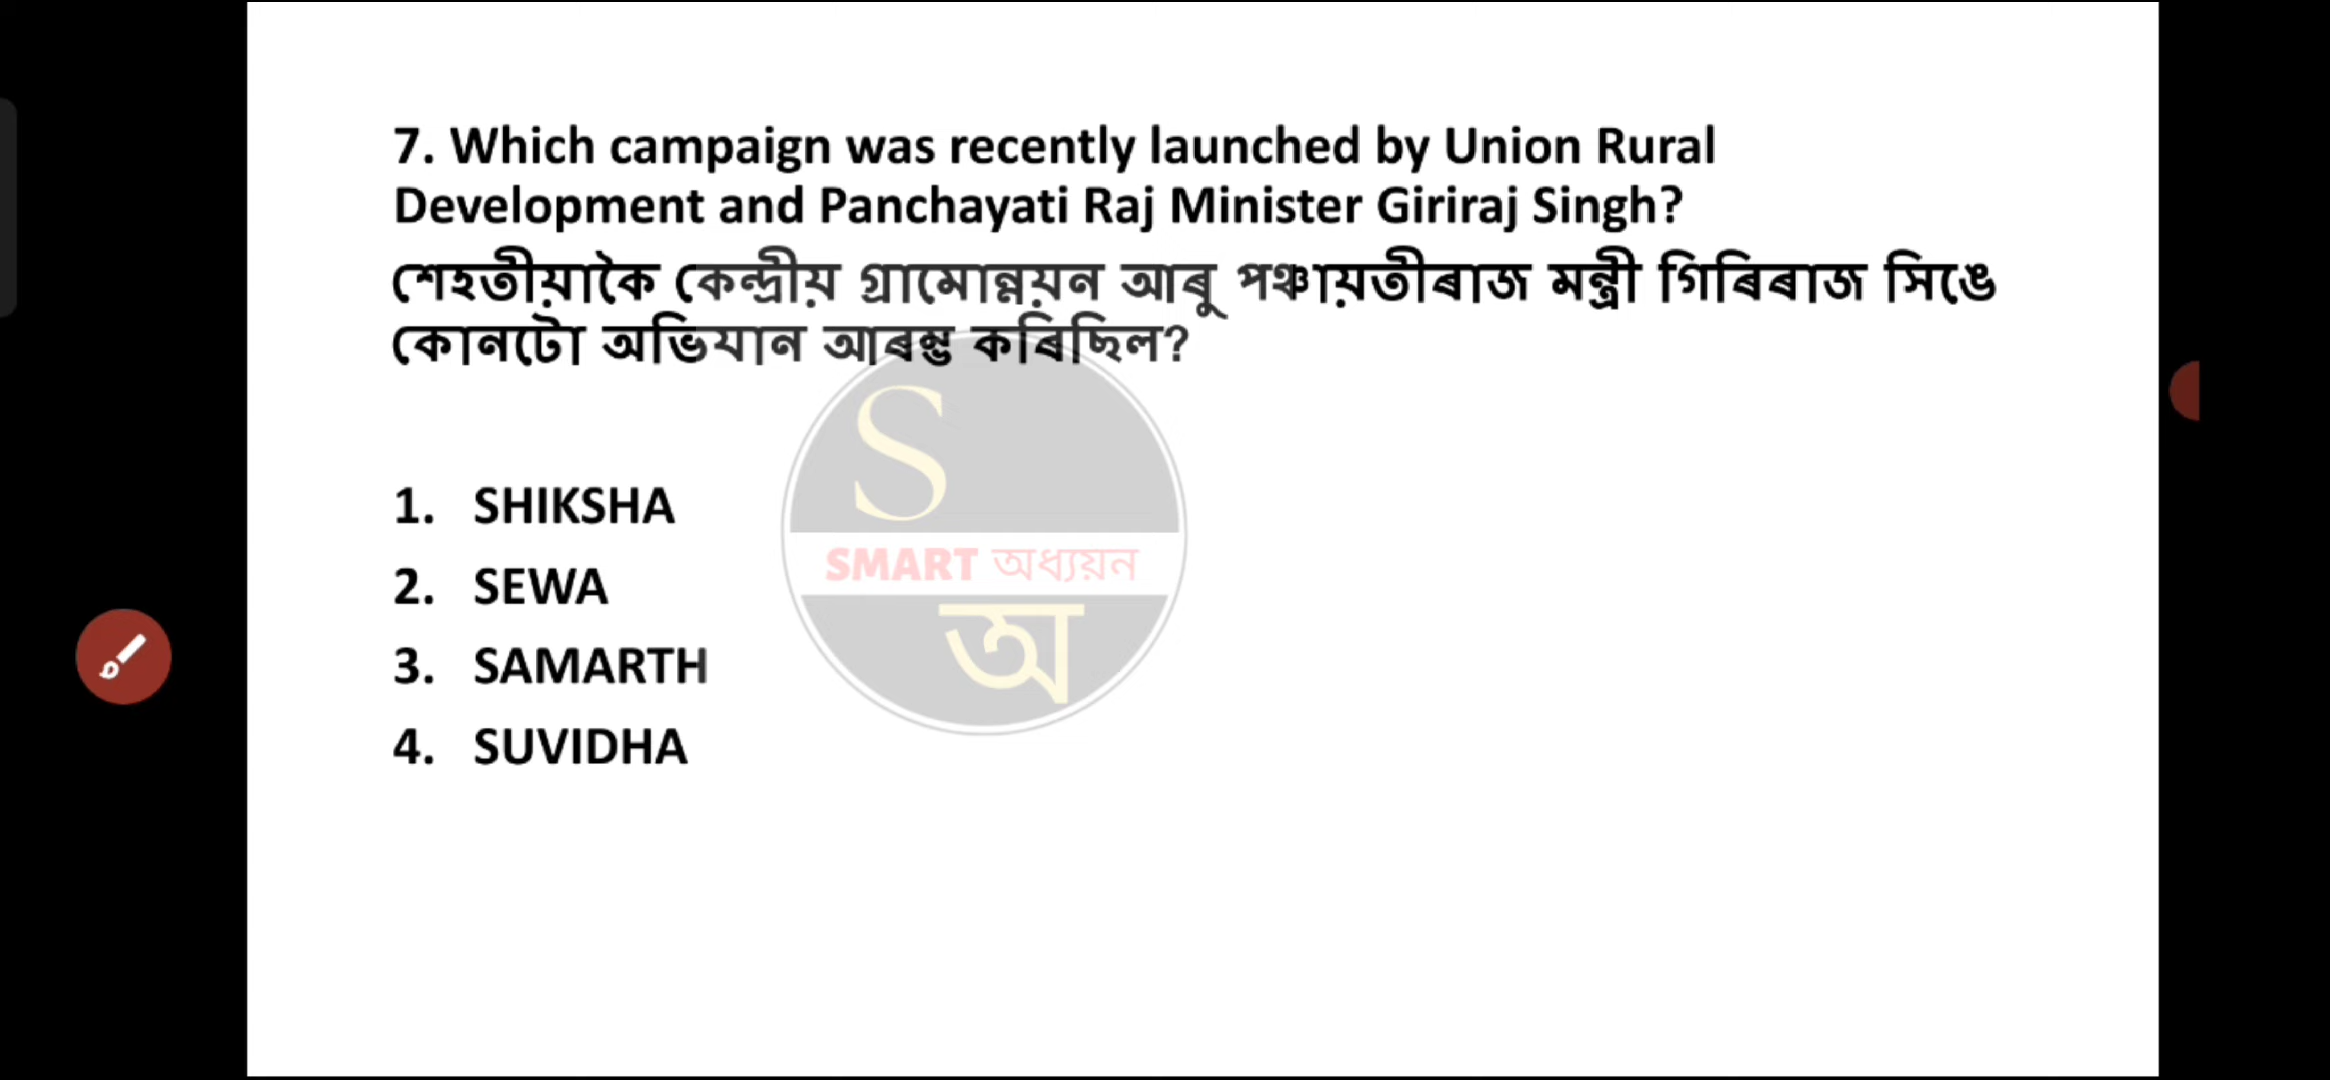 7. Which campaign was recently launched by Union Rural
Development and Panchayati Raj Minister Giriraj Singh?
শেহতীয়াকৈ কেন্দ্ৰীয় গ্ৰামোন্নয়ন আৰু পঞ্চায়তীৰাজ মন্ত্ৰী গিৰিৰাজ সিঙে
কোনটো অভিযান আৰম্ভ কৰিছিল?
1. SHIKSHA
2. SEWA
3. SAMARTH
4. SUVIDHA
S
SMART অধ্যয়ন
অ